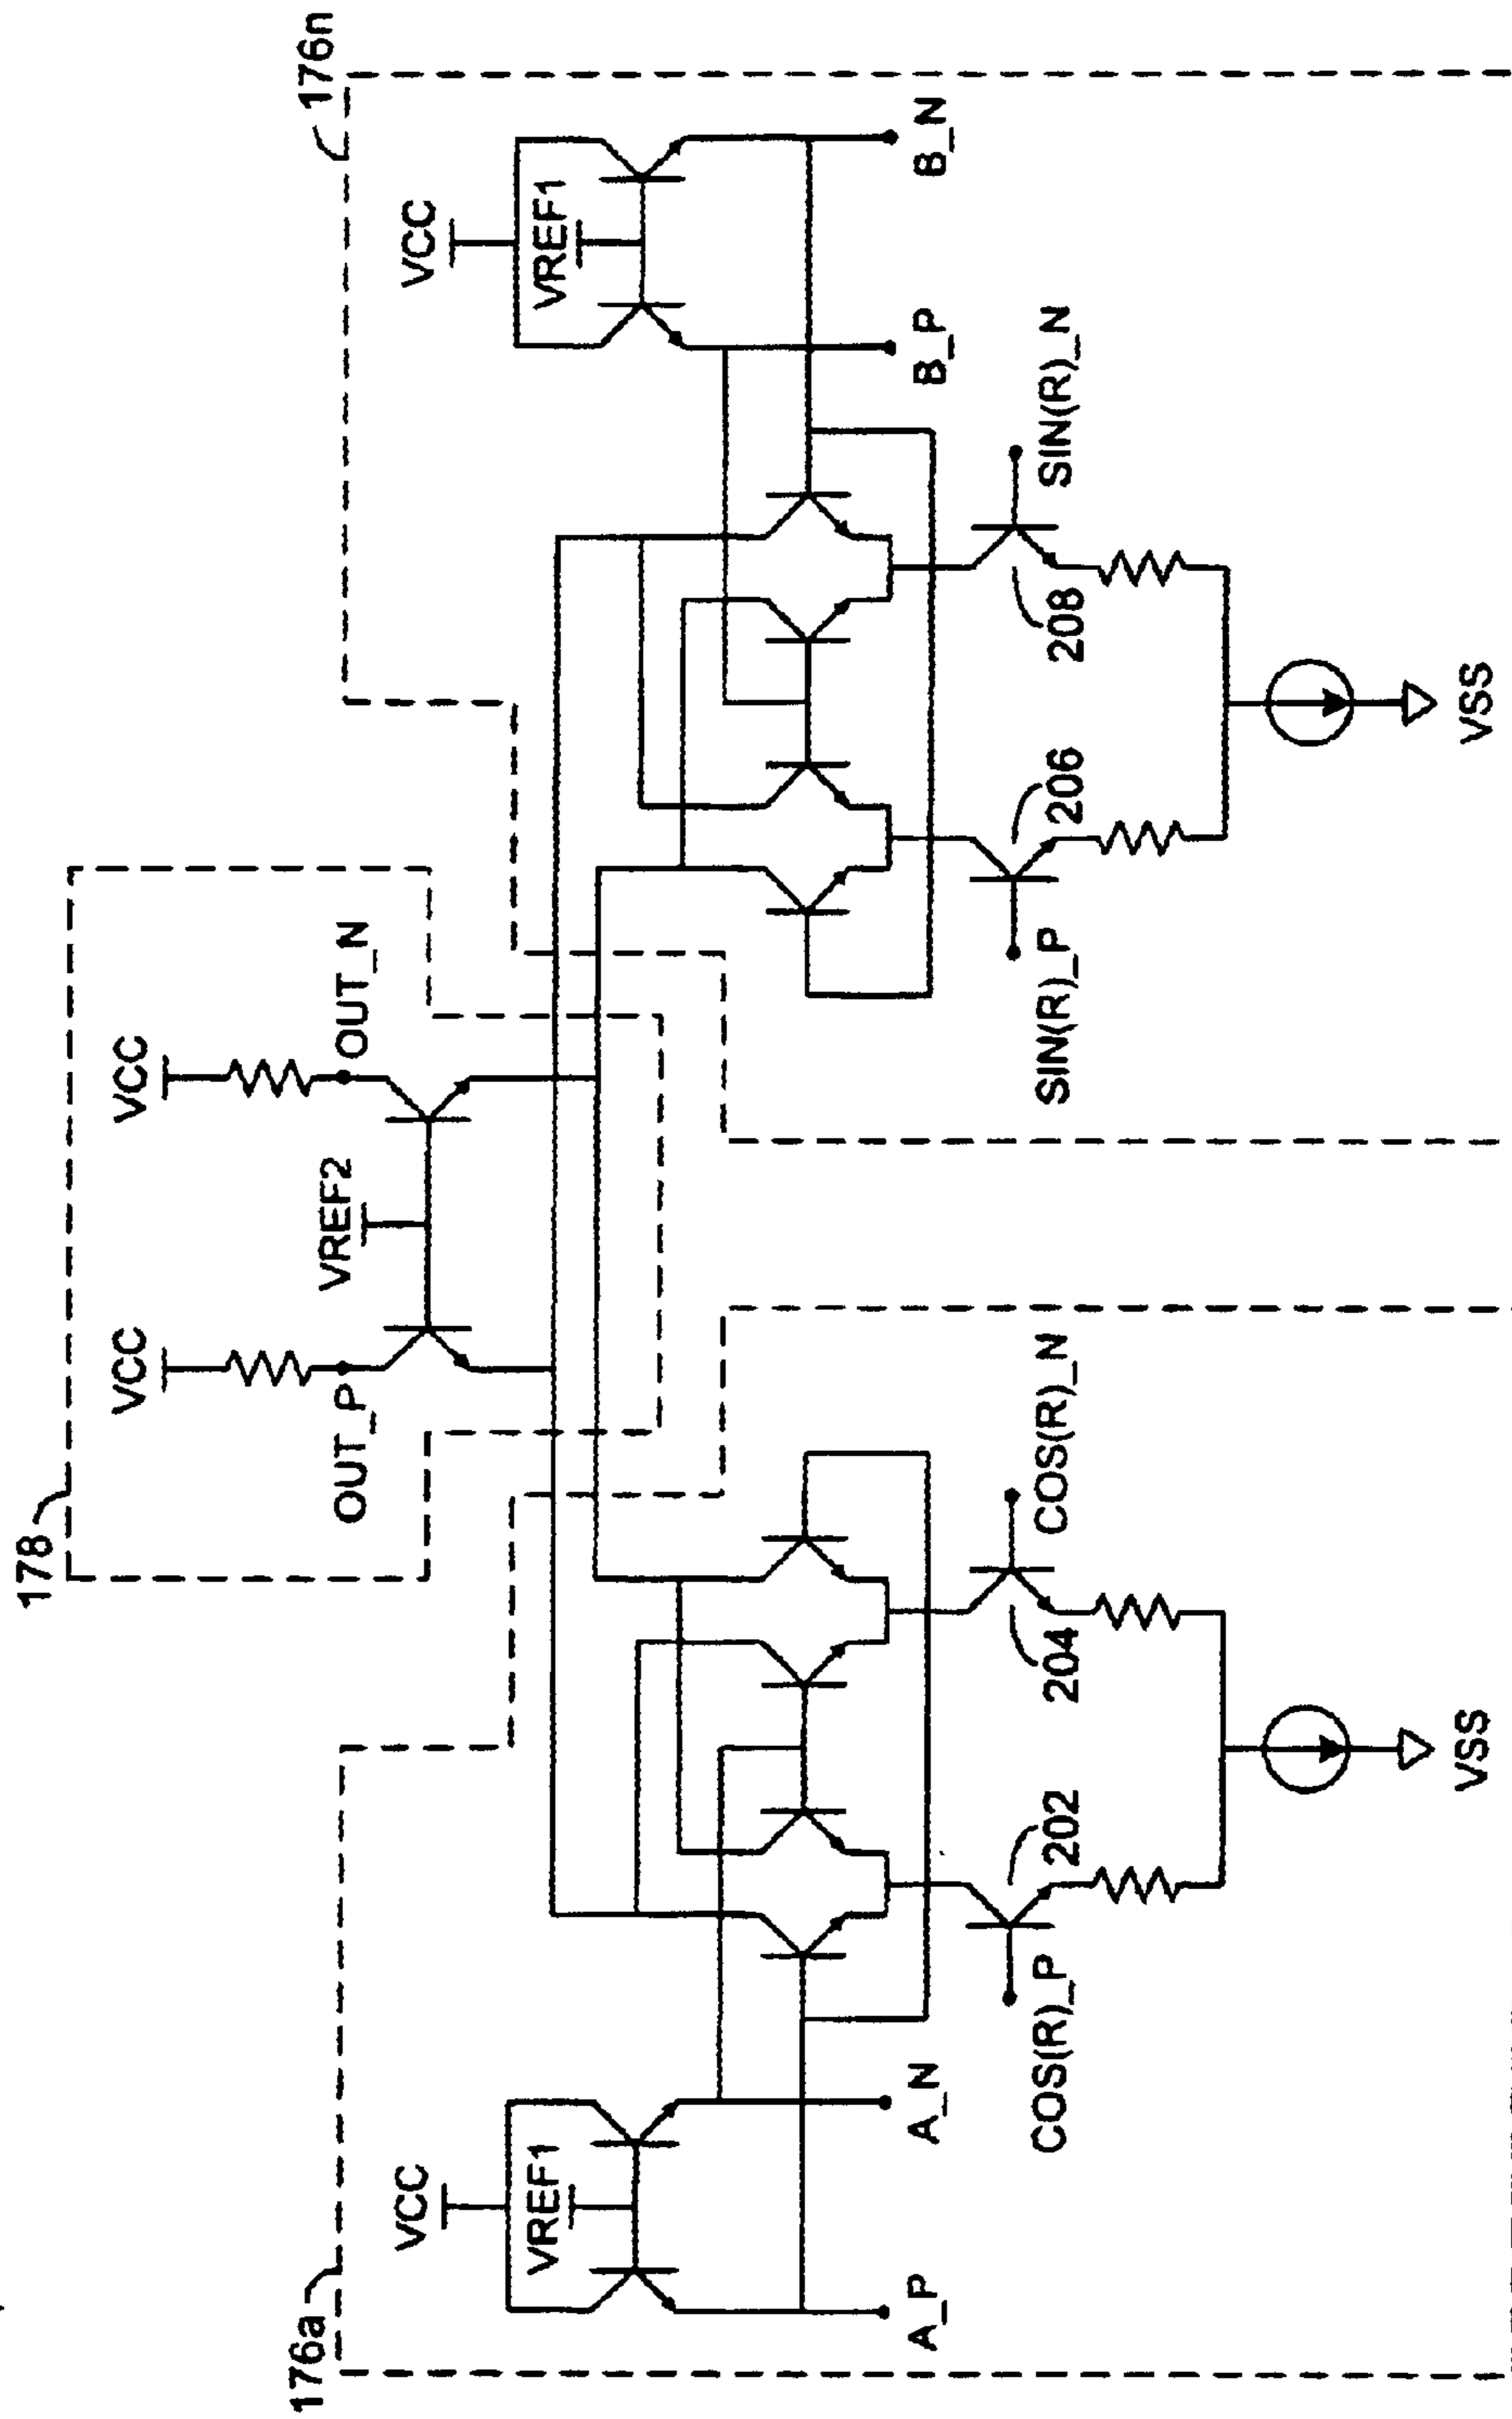 178
VCC
VCC
OUT_P
VREF2
OUT_N
176a
176n
VCC
VREF1
VCC
VREF1
A_P
A_N
B_P
B_N
COS(R)_P
202
204
COS(R)_N
SIN(R)_P
206
208
SIN(R)_N
VSS
VSS